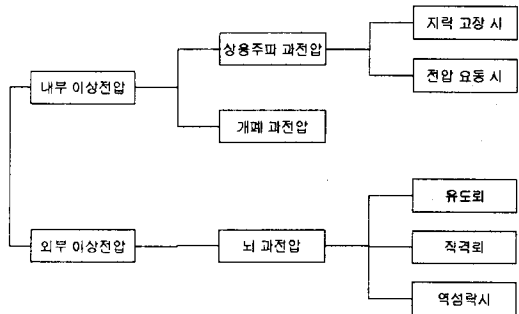 지락 고장 시
상용주파 과전압
전압 요동 시
내부 이상전압
개폐 과전압
유도뢰
외부 이상전압
뇌 과전압
직격뢰
역섬락시